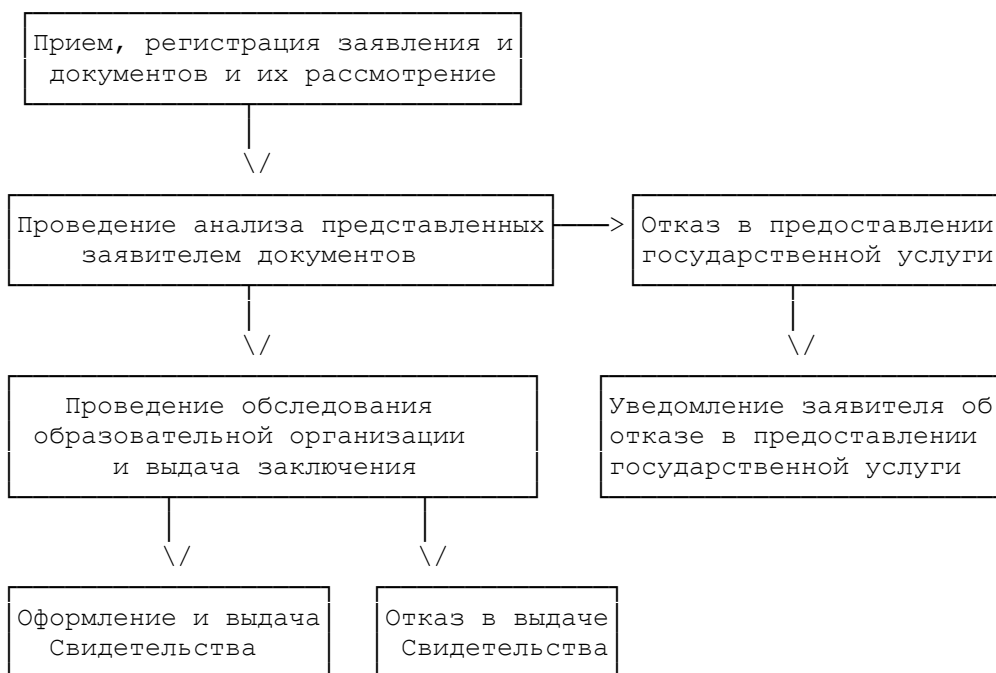 Прием, регистрация заявления и
документов и их рассмотрение
\/
Проведение анализа представленных
заявителем документов
>
Отказ в предоставлении
государственной услуги
\/
\/
Проведение обследования
образовательной организации
и выдача заключения
Уведомление заявителя об
отказе в предоставлении
государственной услуги
\/
\/
Оформление и выдача
Свидетельства
Отказ в выдаче
Свидетельства